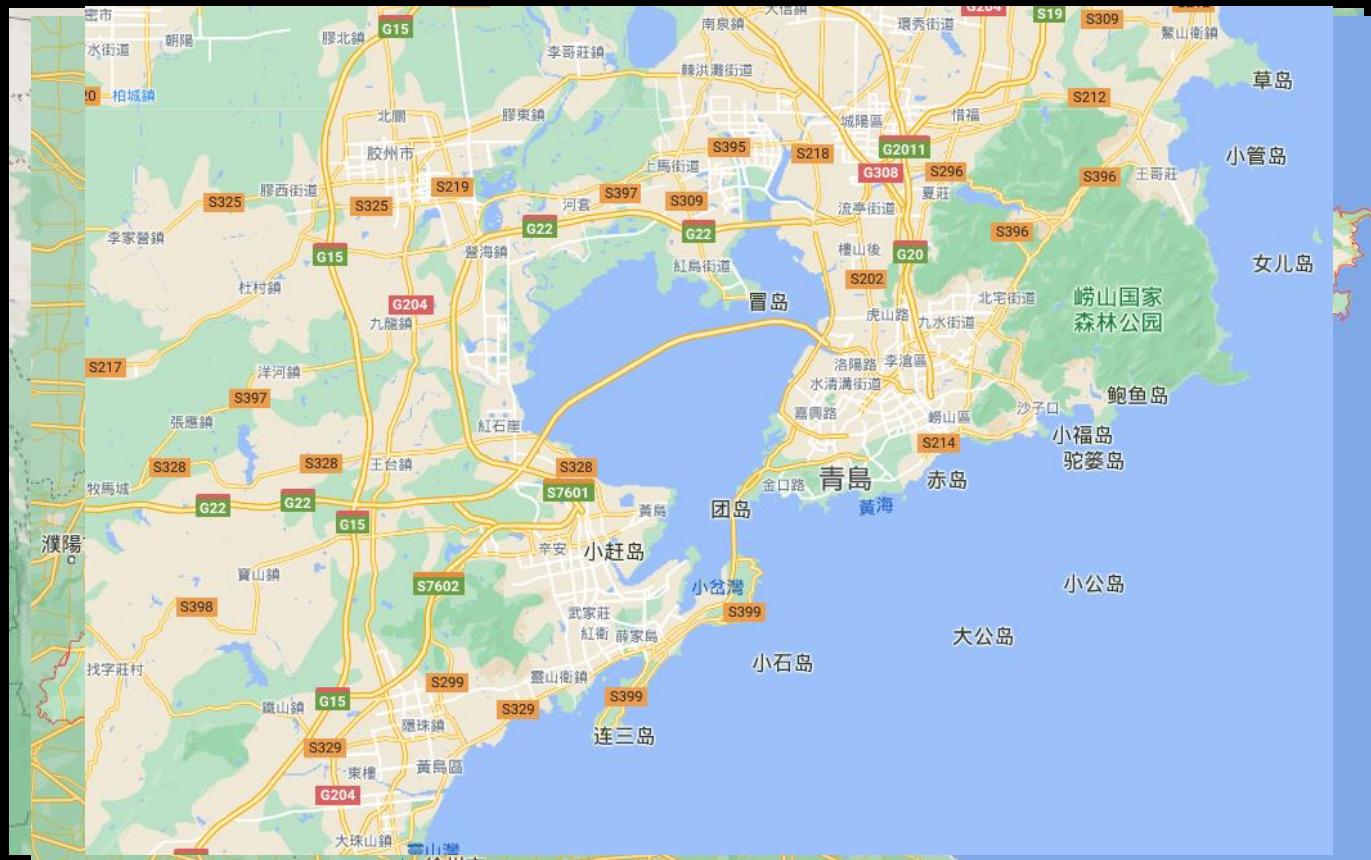 密市
朝陽
膠北鎮
G15
李哥莊鎮
南泉鎮
大信鎮
環秀街道
G204
S19
S309
鰲山衛鎮
水街道
棘洪灘街道
草岛
20
柏城鎮
S212
北關
膠東鎮
城陽區
惜福
胶州市
S395
S218
G2011
小管岛
上馬街道
G308
S296
S396
王哥莊
膠西街道
S219
S397
S309
夏莊
S325
S325
河套
流亭街道
李家營鎮
G22
G22
S396
營海鎮
樓山後
G20
G15
紅島街道
女儿岛
S202
杜村鎮
冒岛
北宅街道
崂山国家
森林公园
G204
九龍鎮
虎山路
九水街道
S217
洋河鎮
洛陽路
李滄區
水清溝街道
S397
鲍鱼岛
張應鎮
紅石崖
嘉興路
嶗山區
沙子口
小福岛
S214
S328
S328
王台鎮
S328
驼篓岛
牧馬城
S7601
金口路
青島
赤岛
G22
G22
黃島
团岛
黃海
G15
濮陽
辛安
小赶岛
寶山鎮
S7602
小岔灣
小公岛
S398
武家莊
S399
紅衛
薛家島
大公岛
找字莊村
小石岛
靈山衛鎮
S299
G15
S399
鐵山鎮
S329
隱珠鎮
连三岛
S329
東樓
黃島區
G204
大珠山鎮
靈山灣